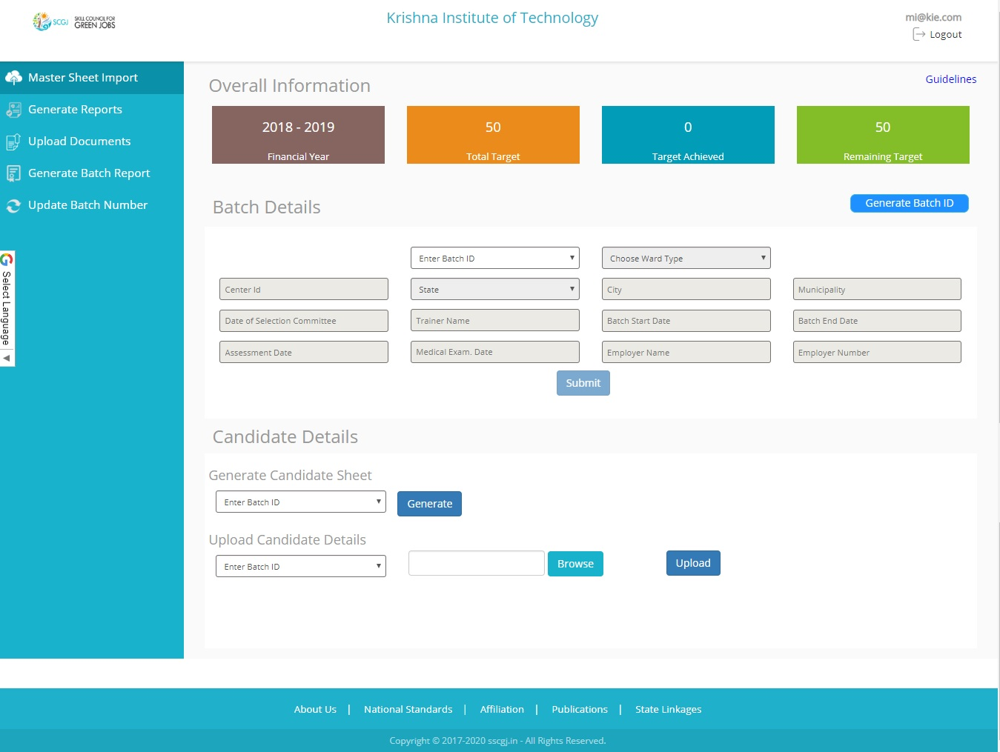 SCGJ SKILL COUNCIL FOR GREEN JOBS
Krishna Institute of Technology
mi@kie.com
Logout
Master Sheet Import
Generate Reports
Upload Documents
Generate Batch Report
Update Batch Number
Select Language
Overall Information
Guidelines
2018 - 2019
Financial Year
50
Total Target
0
Target Achieved
50
Remaining Target
Batch Details
Generate Batch ID
Enter Batch ID
Choose Ward Type
Center Id
State
City
Municipality
Date of Selection Committee
Trainer Name
Batch Start Date
Batch End Date
Assessment Date
Medical Exam. Date
Employer Name
Employer Number
Submit
Candidate Details
Generate Candidate Sheet
Enter Batch ID
Generate
Upload Candidate Details
Enter Batch ID
Browse
Upload
About Us | National Standards | Affiliation | Publications | State Linkages
Copyright © 2017-2020 sscgj.in - All Rights Reserved.